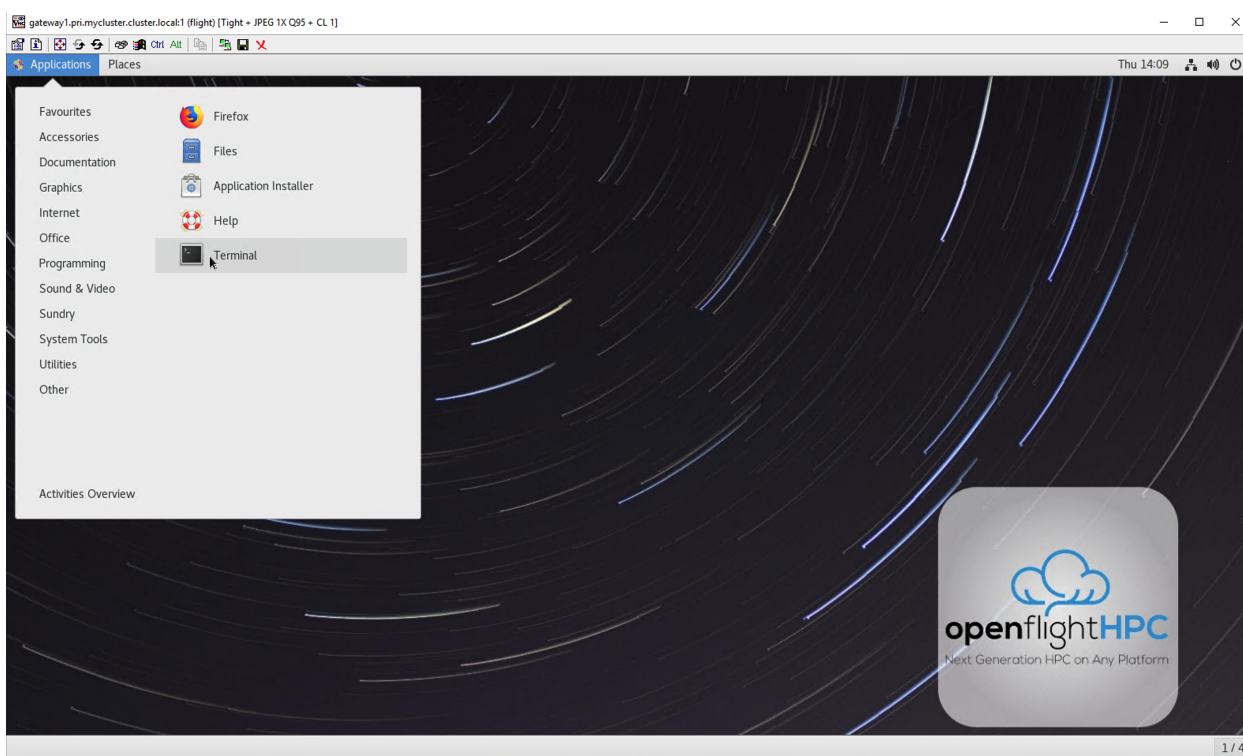 gateway1.pri.mycluster.cluster.local:1 (flight) [Tight + JPEG 1X Q95 + CL 1]
Ctrl Alt
Applications Places Thu 14:09
Favourites
Accessories
Documentation
Graphics
Internet
Office
Programming
Sound & Video
Sundry
System Tools
Utilities
Other
Activities Overview
Firefox
Files
Application Installer
Help
Terminal
openflightHPC
Next Generation HPC on Any Platform
1 / 4